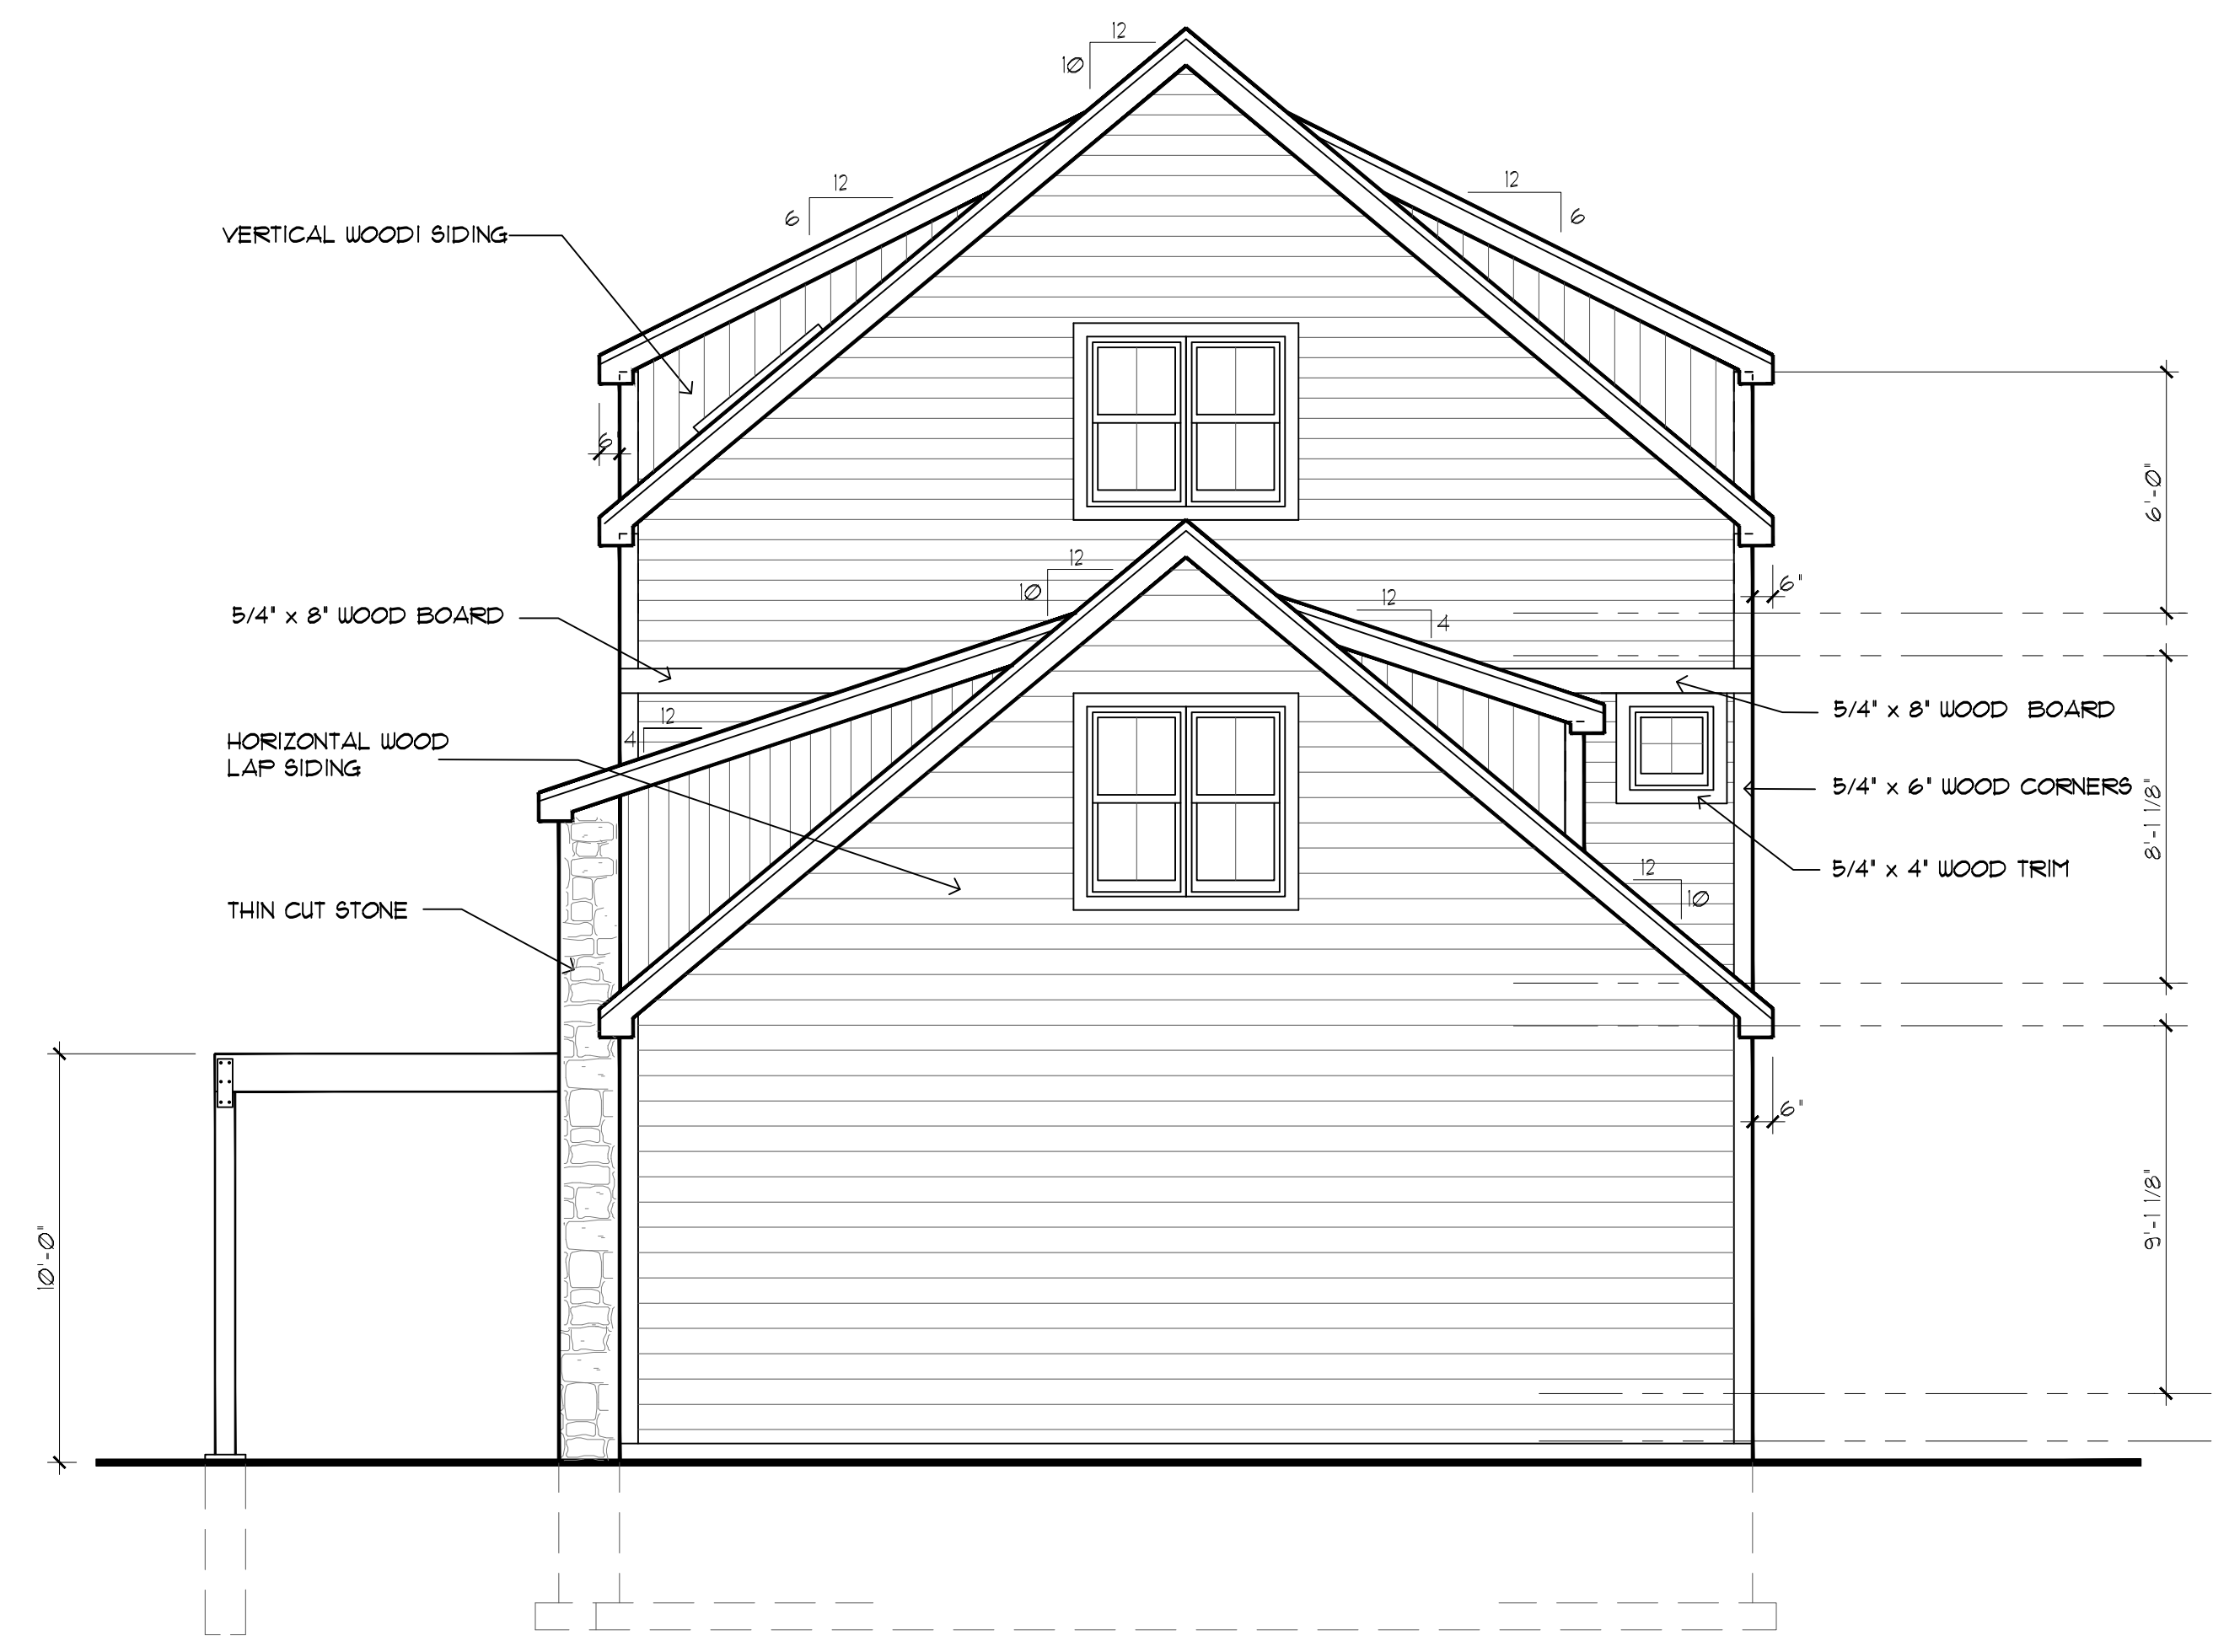 12
10
12
6
12
6
VERTICAL WOODI SIDING
6
6'-0"
12
10
6"
12
4
5/4" x 8" WOOD BOARD
12
4
5/4" x 8" WOOD BOARD
HORIZONTAL WOOD
LAP SIDING
5/4" x 6" WOOD CORNERS
8'-1 1/8"
5/4" x 4" WOOD TRIM
12
10
THIN CUT STONE
6"
9'-1 1/8"
10'-0"